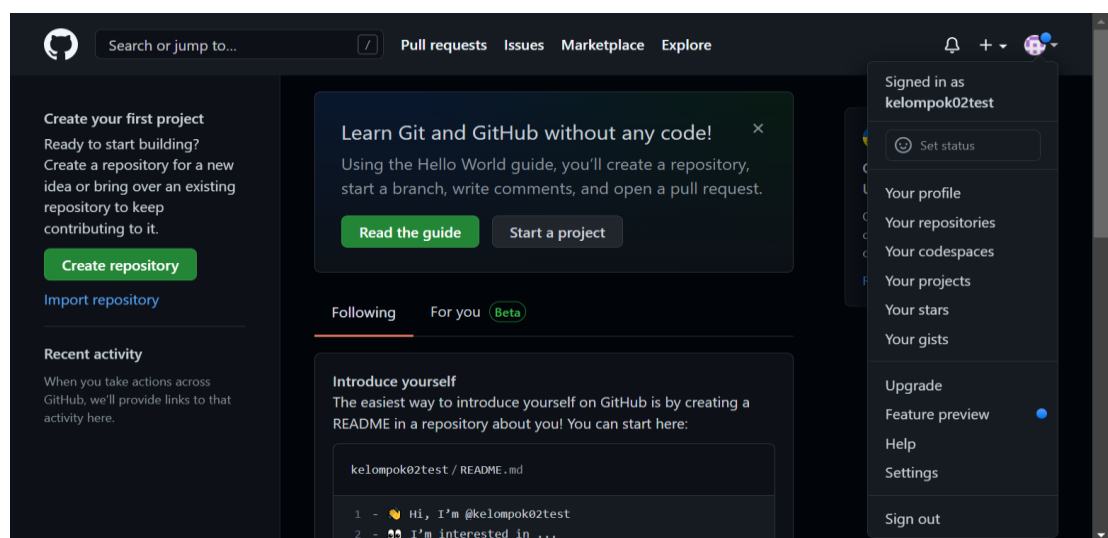 Search or jump to...
/
Pull requests Issues Marketplace Explore
Create your first project
Ready to start building?
Create a repository for a new
idea or bring over an existing
repository to keep
contributing to it.
Create repository
Import repository
Recent activity
When you take actions across
GitHub, we'll provide links to that
activity here.
Learn Git and GitHub without any code!
Using the Hello World guide, you'll create a repository,
start a branch, write comments, and open a pull request.
Read the guide
Start a project
Following
For you Beta
Introduce yourself
The easiest way to introduce yourself on GitHub is by creating a
README in a repository about you! You can start here:
kelompok02test / README.md
1 - 👋 Hi, I'm @kelompok02test
2 - 👀 I'm interested in ...
Signed in as
kelompok02test
Set status
Your profile
Your repositories
Your codespaces
Your projects
Your stars
Your gists
Upgrade
Feature preview
Help
Settings
Sign out